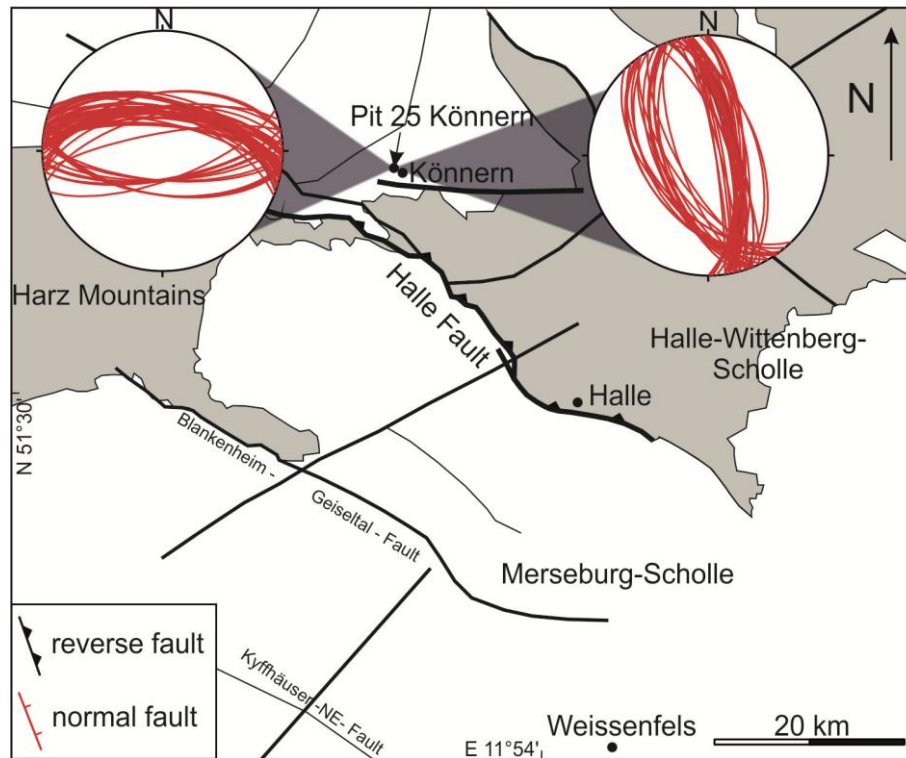 N
N
N
Pit 25 Könnern
Könnern
Harz Mountains
Halle Fault
Halle-Wittenberg-
Scholle
Halle
N 51°30'
Blankenheim -
Geiseltal - Fault
Merseburg-Scholle
reverse fault
normal fault
Kyffhäuser -NE- Fault
Weissenfels
E 11°54'
20 km